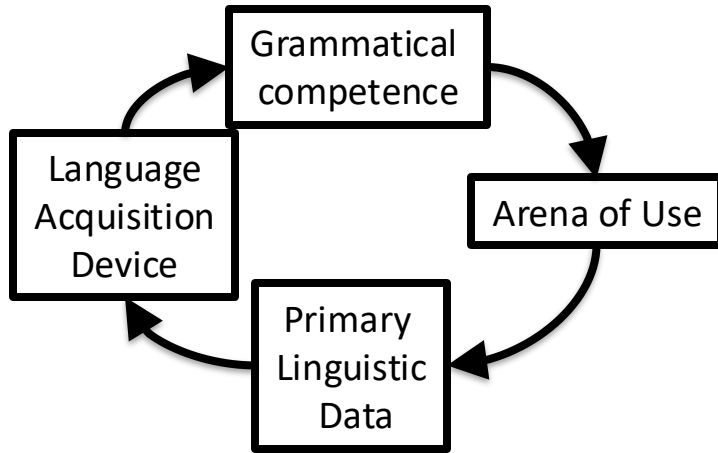 Grammatical
competence
Language
Acquisition
Device
Arena of Use
Primary
Linguistic
Data